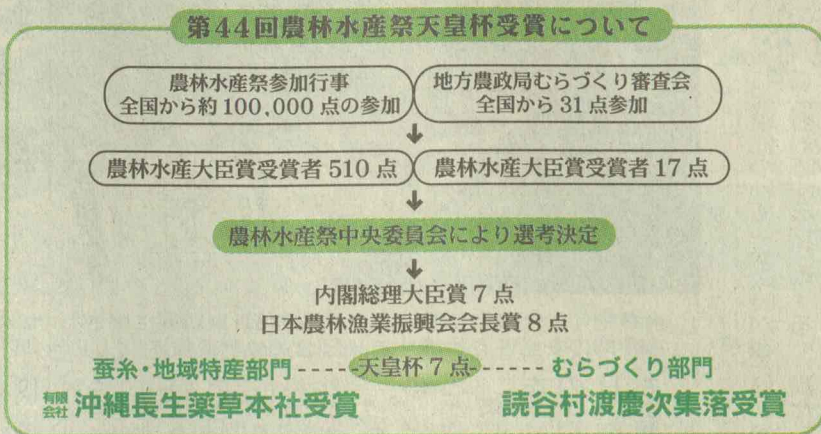 第44回農林水産祭天皇杯受賞について
農林水産祭参加行事
全国から約100,000点の参加
地方農政局むらづくり審査会
全国から31点参加
農林水産大臣賞受賞者510点
農林水産大臣賞受賞者17点
農林水産祭中央委員会により選考決定
内閣総理大臣賞7点
日本農林漁業振興会会長賞8点
蚕糸・地域特産部門-----天皇杯7点------むらづくり部門
有限会社 沖縄長生薬草本社受賞
読谷村渡慶次集落受賞